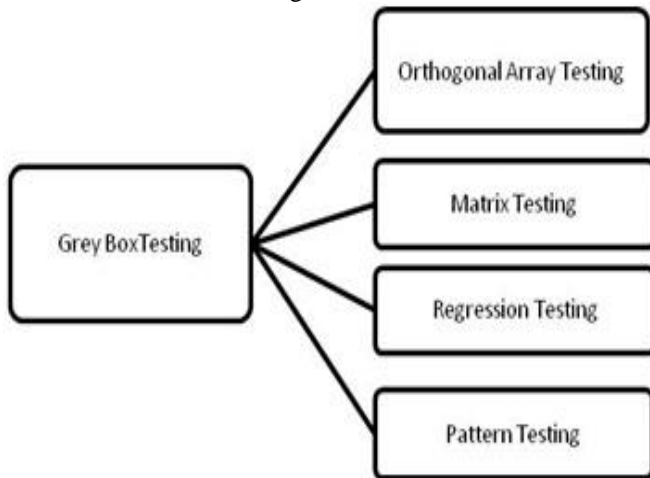 Orthogonal Array Testing
Matrix Testing
Grey BoxTesting
Regression Testing
Pattern Testing